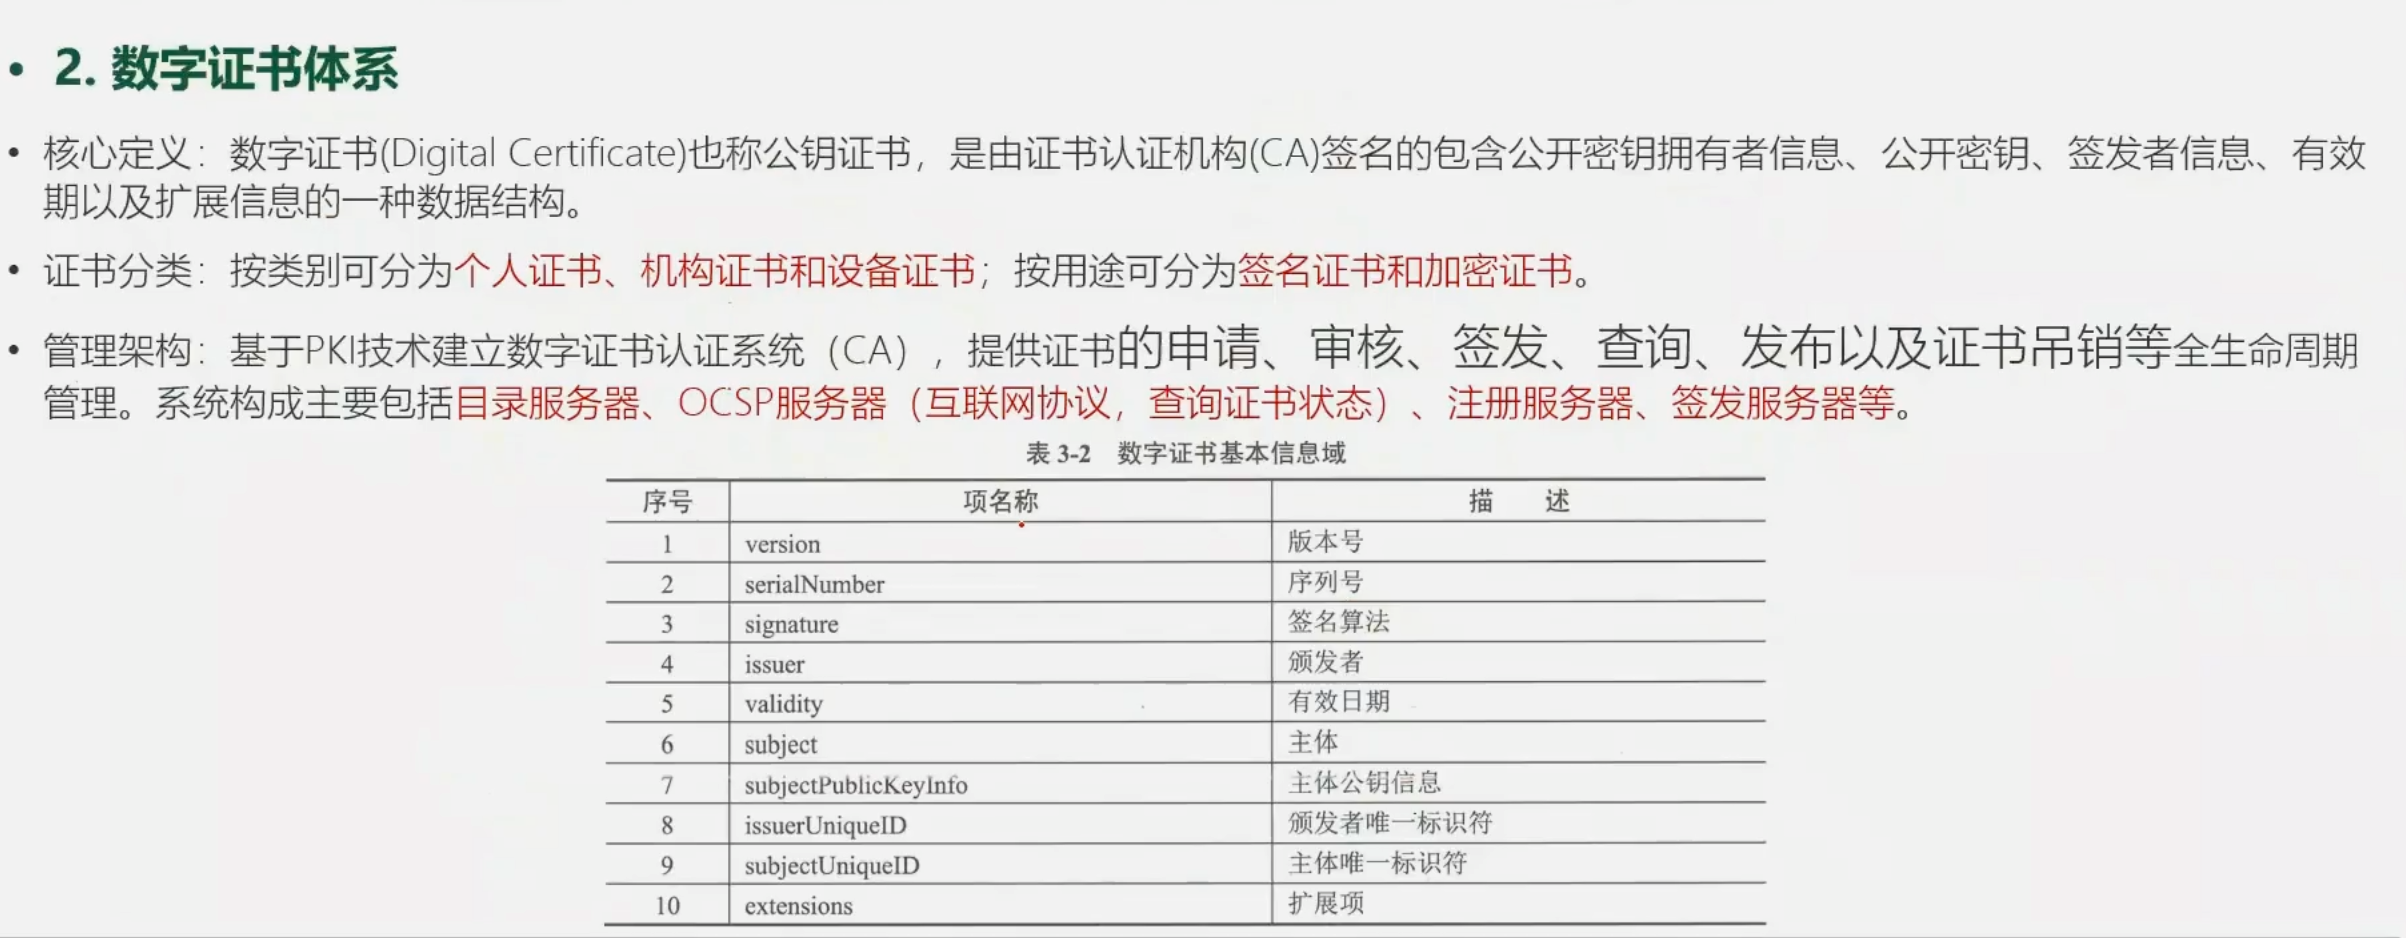 • 2. 数字证书体系
• 核心定义：数字证书(Digital Certificate)也称公钥证书，是由证书认证机构(CA)签名的包含公开密钥拥有者信息、公开密钥、签发者信息、有效
期以及扩展信息的一种数据结构。
• 证书分类：按类别可分为个人证书、机构证书和设备证书；按用途可分为签名证书和加密证书。
• 管理架构：基于PKI技术建立数字证书认证系统（CA），提供证书的申请、审核、签发、查询、发布以及证书吊销等全生命周期
管理。系统构成主要包括目录服务器、OCSP服务器（互联网协议，查询证书状态）、注册服务器、签发服务器等。
表 3-2 数字证书基本信息域
序号 项名称 描 述
1 version 版本号
2 serialNumber 序列号
3 signature 签名算法
4 issuer 颁发者
5 validity 有效日期
6 subject 主体
7 subjectPublicKeyInfo 主体公钥信息
8 issuerUniqueID 颁发者唯一标识符
9 subjectUniqueID 主体唯一标识符
10 extensions 扩展项